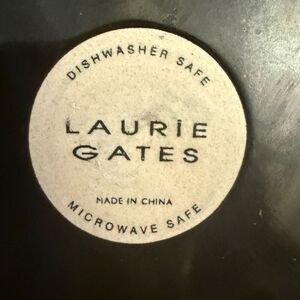 DISHWASHER SAFE
LAURiE
GATES
MADE IN CHINA
MICROWAVE SAFE